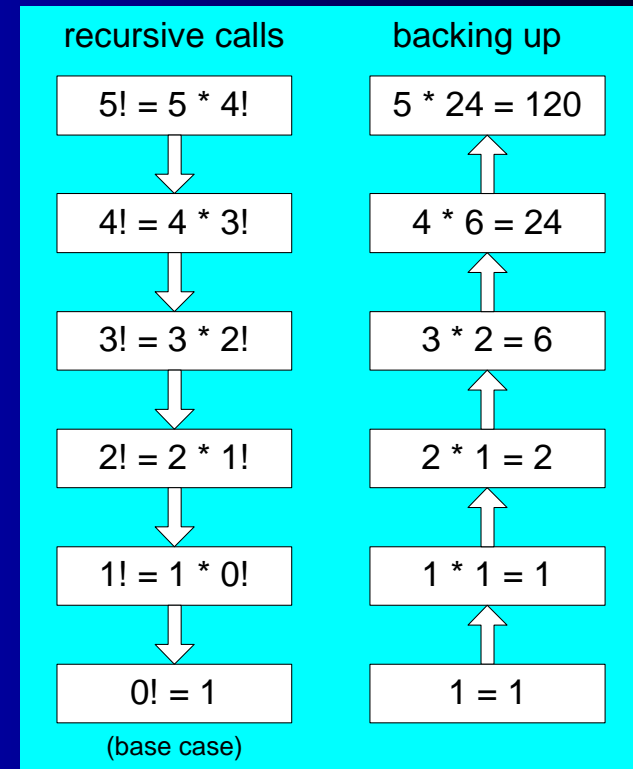 recursive calls
5! = 5 * 4!
4! = 4 * 3!
3! = 3 * 2!
2! = 2 * 1!
1! = 1 * 0!
0! = 1
(base case)
backing up
5 * 24 = 120
4 * 6 = 24
3 * 2 = 6
2 * 1 = 2
1 * 1 = 1
1 = 1